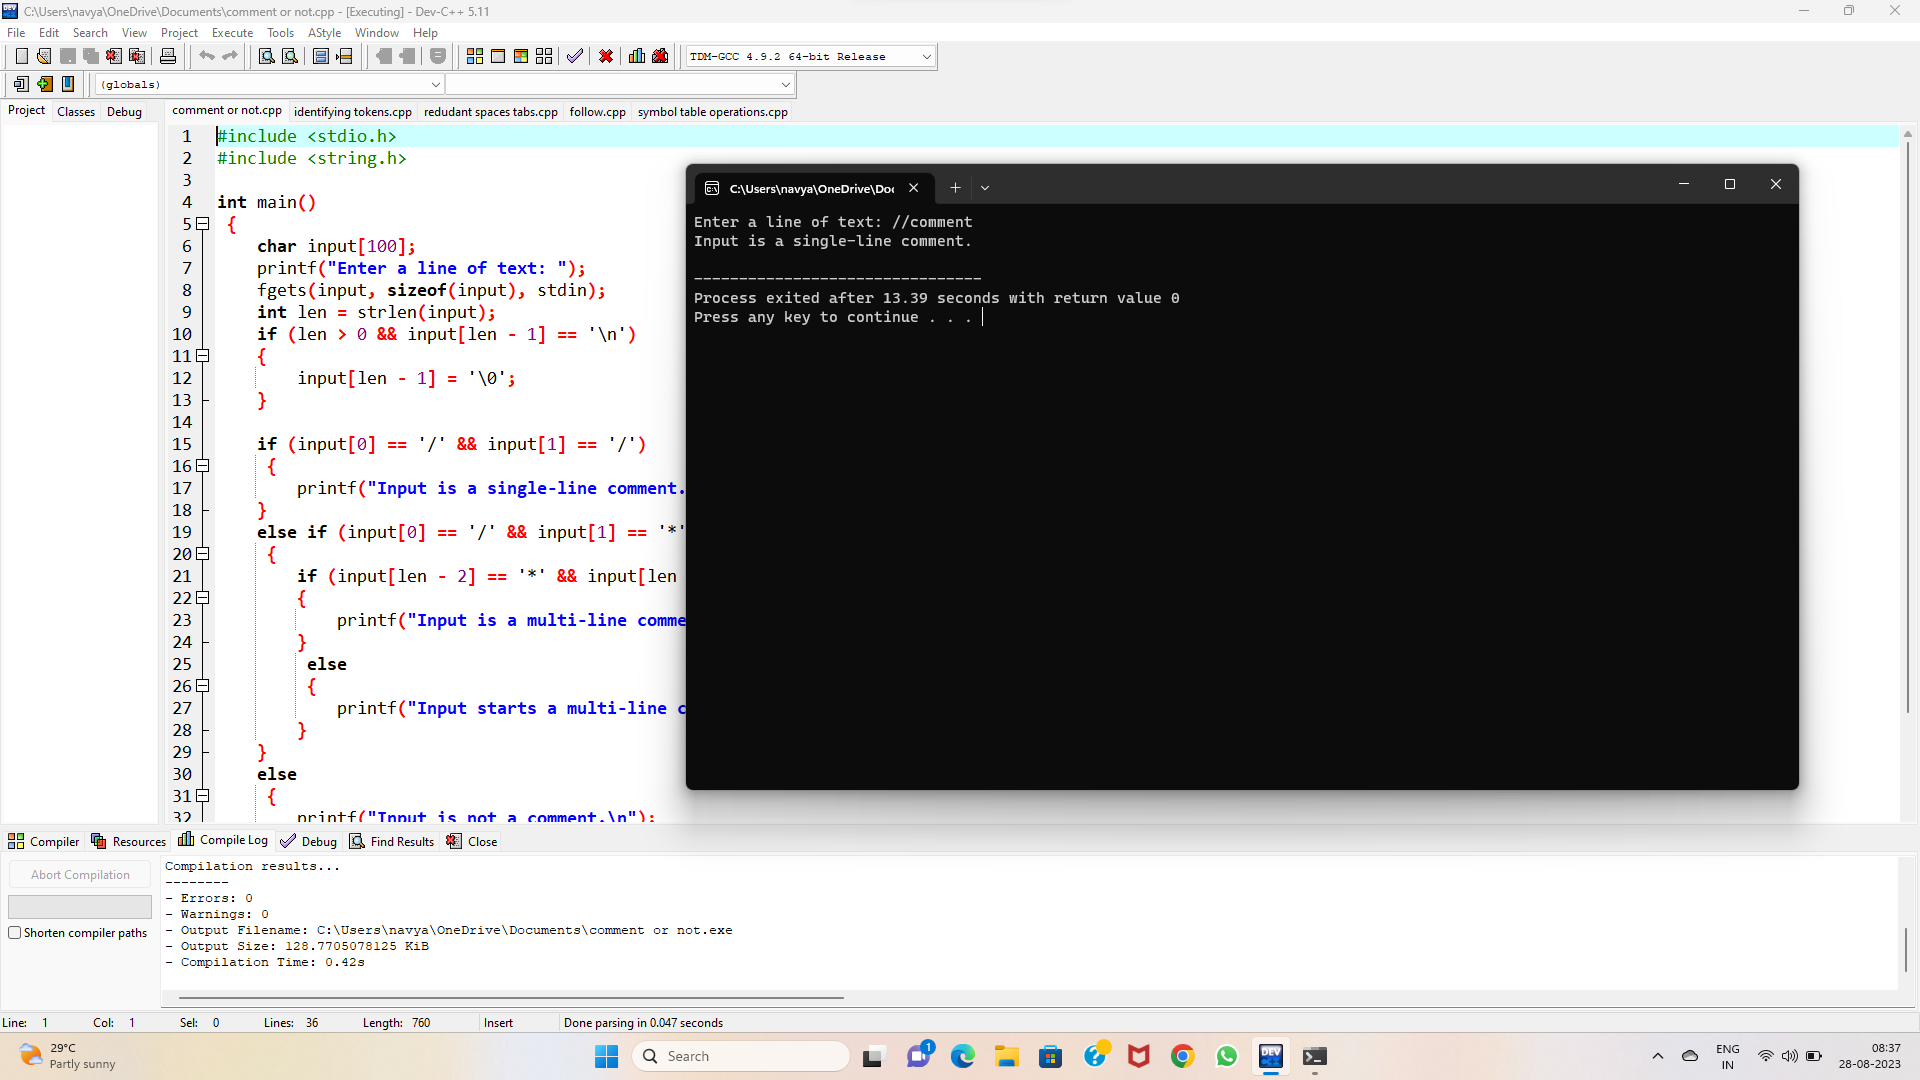 C:\Users\navya\OneDrive\Documents\comment or not.cpp - [Executing] - Dev-C++ 5.11
File Edit Search View Project Execute Tools AStyle Window Help
TDM-GCC 4.9.2 64-bit Release
(globals)
Project Classes Debug
comment or not.cpp identifying tokens.cpp redudant spaces tabs.cpp follow.cpp symbol table operations.cpp
1 #include <stdio.h>
2 #include <string.h>
3
4 int main()
5 {
6 char input[100];
7 printf("Enter a line of text: ");
8 fgets(input, sizeof(input), stdin);
9 int len = strlen(input);
10 if (len > 0 && input[len - 1] == '\n')
11 {
12 input[len - 1] = '\0';
13 }
14
15 if (input[0] == '/' && input[1] == '/')
16 {
17 printf("Input is a single-line comment.
18 }
19 else if (input[0] == '/' && input[1] == '*'
20 {
21 if (input[len - 2] == '*' && input[len
22 {
23 printf("Input is a multi-line comme
24 }
25 else
26 {
27 printf("Input starts a multi-line c
28 }
29 }
30 else
31 {
32 printf("Input is not a comment.\n");
C:\Users\navya\OneDrive\Doc
Enter a line of text: //comment
Input is a single-line comment.
--------------------------------
Process exited after 13.39 seconds with return value 0
Press any key to continue . . .
Compiler Resources Compile Log Debug Find Results Close
Abort Compilation
Shorten compiler paths
Compilation results...
--------
- Errors: 0
- Warnings: 0
- Output Filename: C:\Users\navya\OneDrive\Documents\comment or not.exe
- Output Size: 128.7705078125 KiB
- Compilation Time: 0.42s
Line: 1 Col: 1 Sel: 0 Lines: 36 Length: 760 Insert Done parsing in 0.047 seconds
29°C
Partly sunny
Search
1
DEV
ENG
IN
08:37
28-08-2023